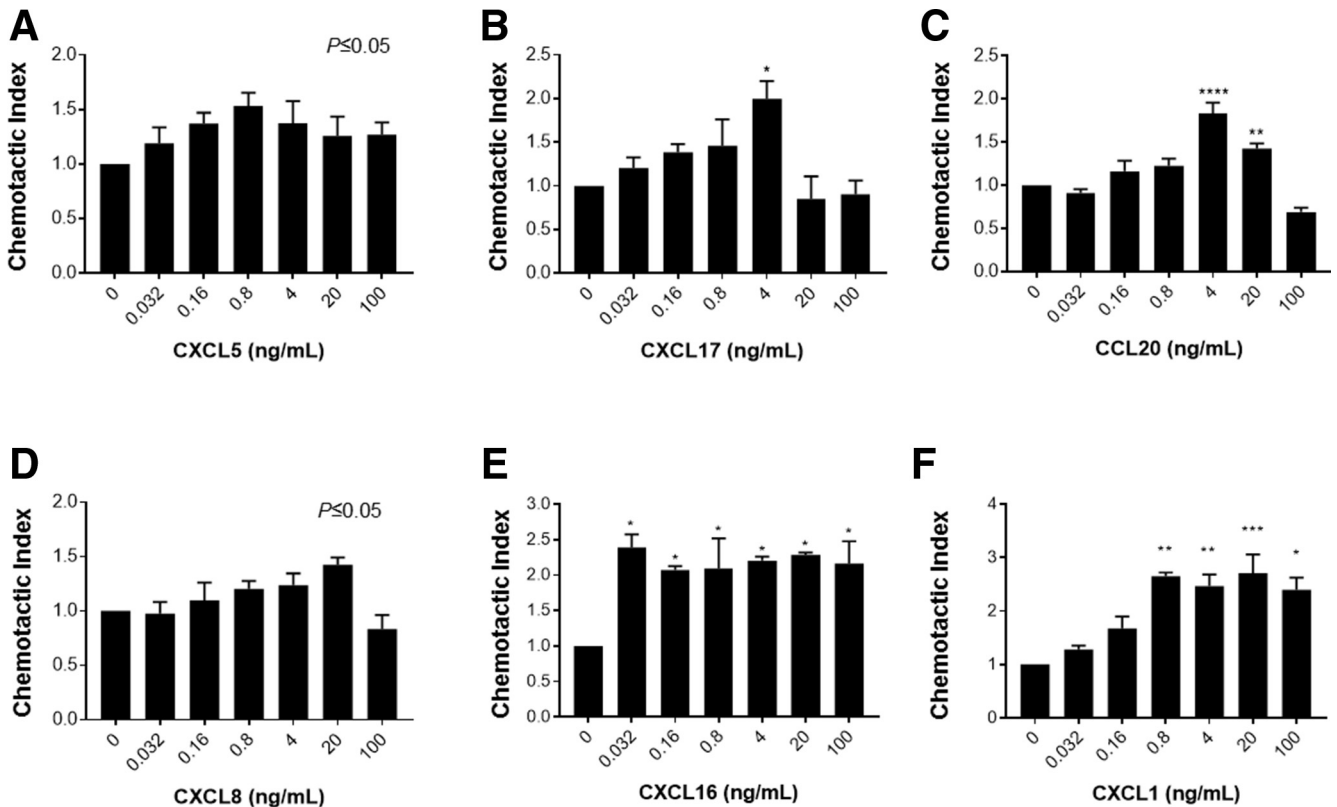 A
P≤0.05
Chemotactic Index
2.0
1.5
1.0
0.5
0.0
0 0.032 0.16 0.8 4 20 100
CXCL5 (ng/mL)
B
Chemotactic Index
2.5
2.0
1.5
1.0
0.5
0.0
*
0 0.032 0.16 0.8 4 20 100
CXCL17 (ng/mL)
C
Chemotactic Index
2.5
2.0
1.5
1.0
0.5
0.0
**** **
0 0.032 0.16 0.8 4 20 100
CCL20 (ng/mL)
D
P≤0.05
Chemotactic Index
2.0
1.5
1.0
0.5
0.0
0 0.032 0.16 0.8 4 20 100
CXCL8 (ng/mL)
E
Chemotactic Index
3.0
2.5
2.0
1.5
1.0
0.5
0.0
* * * * * *
0 0.032 0.16 0.8 4 20 100
CXCL16 (ng/mL)
F
Chemotactic Index
4
3
2
1
0
** ** *** *
0 0.032 0.16 0.8 4 20 100
CXCL1 (ng/mL)